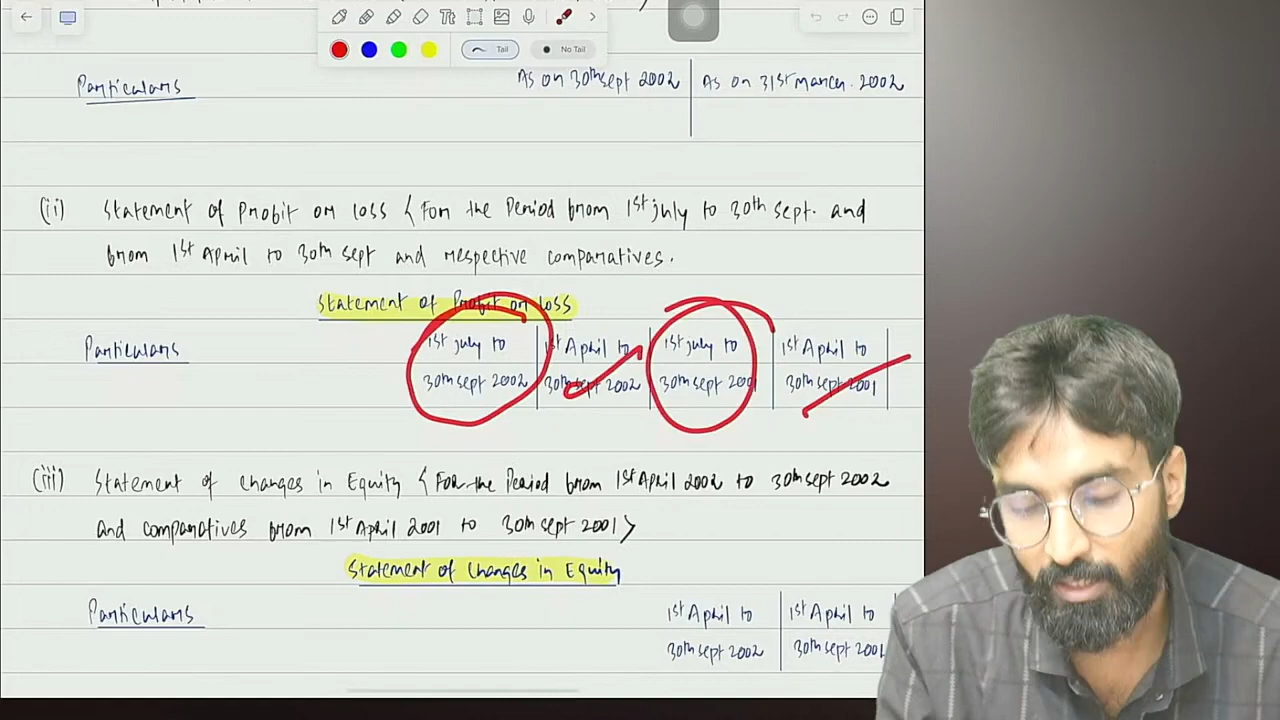 Tail No Tail
Particulars As on 30th sept 2002 As on 31st march. 2002
(ii) Statement of Profit or loss < For the Period from 1st july to 30th sept. and
from 1st April to 30th sept and respective comparatives.
Statement of Profit or loss
Particulars 1st july to 1st April to 1st july to 1st April to
30th sept 2002 30th sept 2002 30th sept 2001 30th sept 2001
(iii) Statement of changes in Equity < For the Period from 1st April 2002 to 30th sept 2002
and comparatives from 1st April 2001 to 30th sept 2001 >
Statement of Changes in Equity
Particulars 1st April to 1st April to
30th sept 2002 30th sept 2001